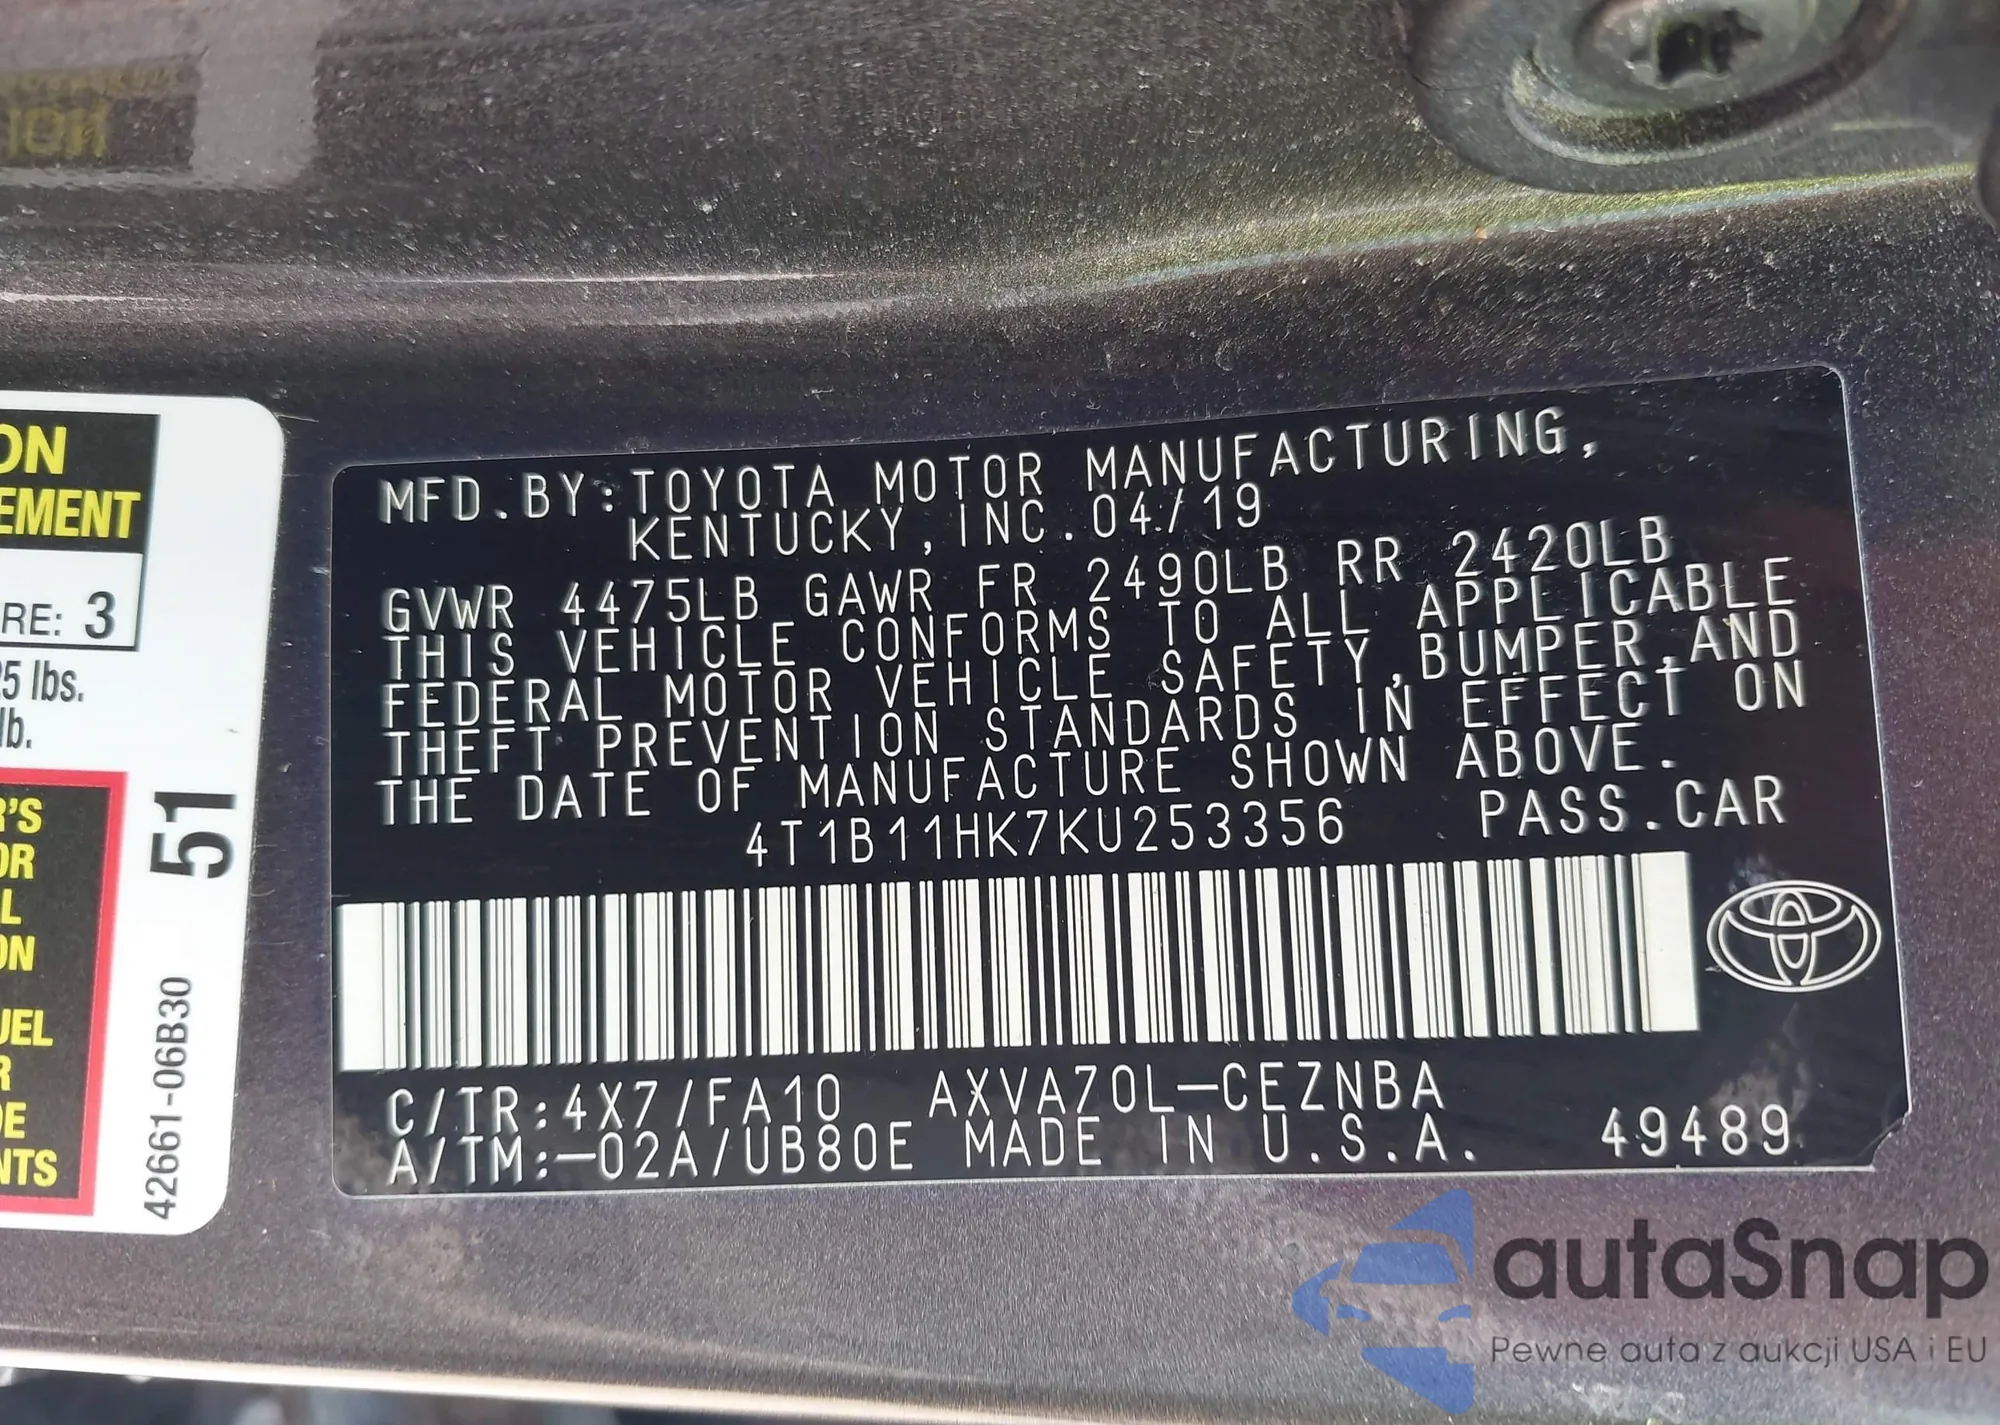 ON
EMENT
RE: 3
25 lbs.
lb.
R'S
OR
L
ON
UEL
R
DE
NTS
51
42661-06B30
MFD.BY:TOYOTA MOTOR MANUFACTURING,
KENTUCKY,INC.04/19
GVWR 4475LB GAWR FR 2490LB RR 2420LB
THIS VEHICLE CONFORMS TO ALL APPLICABLE
FEDERAL MOTOR VEHICLE SAFETY,BUMPER,AND
THEFT PREVENTION STANDARDS IN EFFECT ON
THE DATE OF MANUFACTURE SHOWN ABOVE.
4T1B11HK7KU253356 PASS.CAR
C/TR:4X7/FA10 AXVA70L-CEZNBA
A/TM:-02A/UB80E MADE IN U.S.A. 49489
autaSnap
Pewne auta z aukcji USA i EU